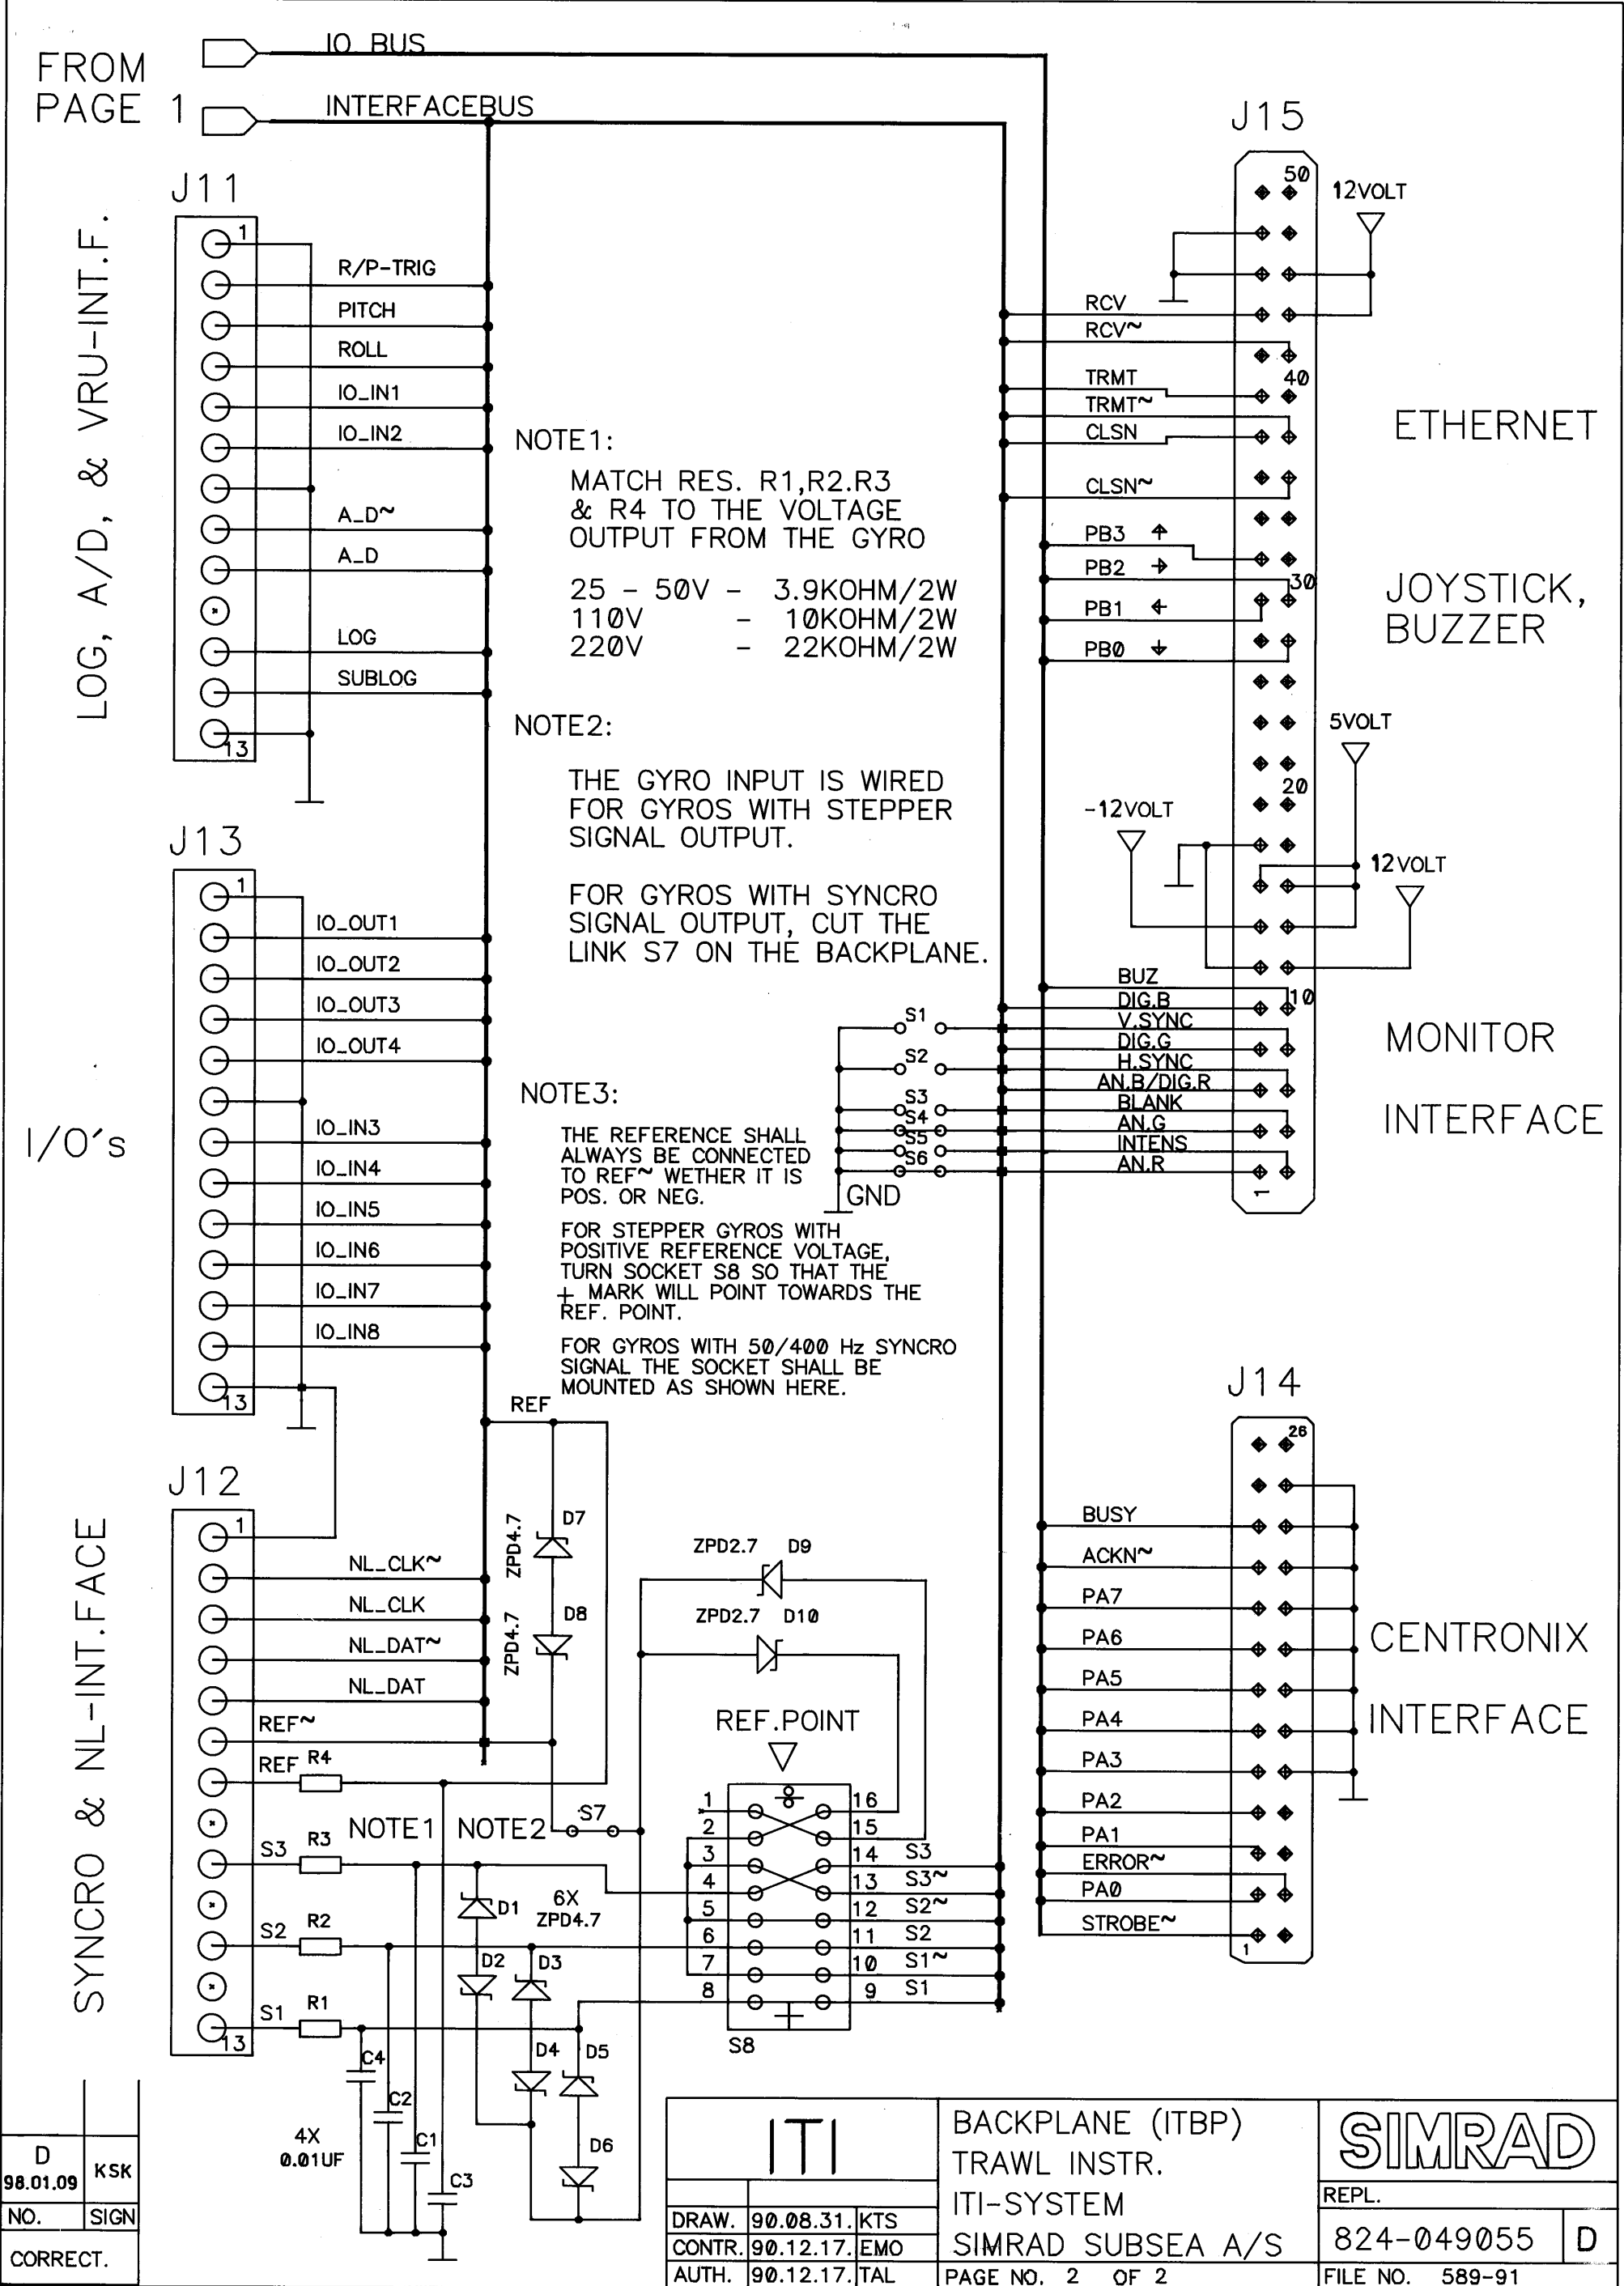 FROM
PAGE 1
IO BUS
INTERFACEBUS
J11
LOG, A/D, & VRU-INT.F.
1
R/P-TRIG
PITCH
ROLL
IO_IN1
IO_IN2
A_D~
A_D
LOG
SUBLOG
13
J13
I/O's
1
IO_OUT1
IO_OUT2
IO_OUT3
IO_OUT4
IO_IN3
IO_IN4
IO_IN5
IO_IN6
IO_IN7
IO_IN8
13
J12
SYNCRO & NL-INT.FACE
1
NL_CLK~
NL_CLK
NL_DAT~
NL_DAT
REF~
REF R4
S3 R3
S2 R2
S1 R1
13
NOTE1 NOTE2
S7
C4
C2
C1
C3
4X
0.01UF
REF
D7
ZPD4.7
D8
ZPD4.7
D1
6X
ZPD4.7
D2
D3
D4
D5
D6
ZPD2.7 D9
ZPD2.7 D10
REF.POINT
1 16
2 15
3 14 S3
4 13 S3~
5 12 S2~
6 11 S2
7 10 S1~
8 9 S1
S8
NOTE1:
MATCH RES. R1,R2.R3
& R4 TO THE VOLTAGE
OUTPUT FROM THE GYRO
25 - 50V - 3.9KOHM/2W
110V - 10KOHM/2W
220V - 22KOHM/2W
NOTE2:
THE GYRO INPUT IS WIRED
FOR GYROS WITH STEPPER
SIGNAL OUTPUT.
FOR GYROS WITH SYNCRO
SIGNAL OUTPUT, CUT THE
LINK S7 ON THE BACKPLANE.
NOTE3:
THE REFERENCE SHALL
ALWAYS BE CONNECTED
TO REF~ WETHER IT IS
POS. OR NEG.
FOR STEPPER GYROS WITH
POSITIVE REFERENCE VOLTAGE,
TURN SOCKET S8 SO THAT THE
+ MARK WILL POINT TOWARDS THE
REF. POINT.
FOR GYROS WITH 50/400 Hz SYNCRO
SIGNAL THE SOCKET SHALL BE
MOUNTED AS SHOWN HERE.
S1
S2
S3
S4
S5
S6
GND
J15
50
12VOLT
RCV
RCV~
40
TRMT
TRMT~
CLSN
CLSN~
ETHERNET
PB3 ↑
PB2 →
30
PB1 ←
PB0 ↓
JOYSTICK,
BUZZER
5VOLT
20
-12VOLT
12VOLT
BUZ
10
DIG.B
V.SYNC
DIG.G
H.SYNC
AN.B/DIG.R
BLANK
AN.G
INTENS
AN.R
1
MONITOR
INTERFACE
J14
26
BUSY
ACKN~
PA7
PA6
PA5
PA4
PA3
PA2
PA1
ERROR~
PA0
STROBE~
1
CENTRONIX
INTERFACE
D
98.01.09 KSK
NO. SIGN
CORRECT.
ITI
DRAW. 90.08.31. KTS
CONTR. 90.12.17. EMO
AUTH. 90.12.17. TAL
BACKPLANE (ITBP)
TRAWL INSTR.
ITI-SYSTEM
SIMRAD SUBSEA A/S
PAGE NO. 2 OF 2
SIMRAD
REPL.
824-049055 D
FILE NO. 589-91